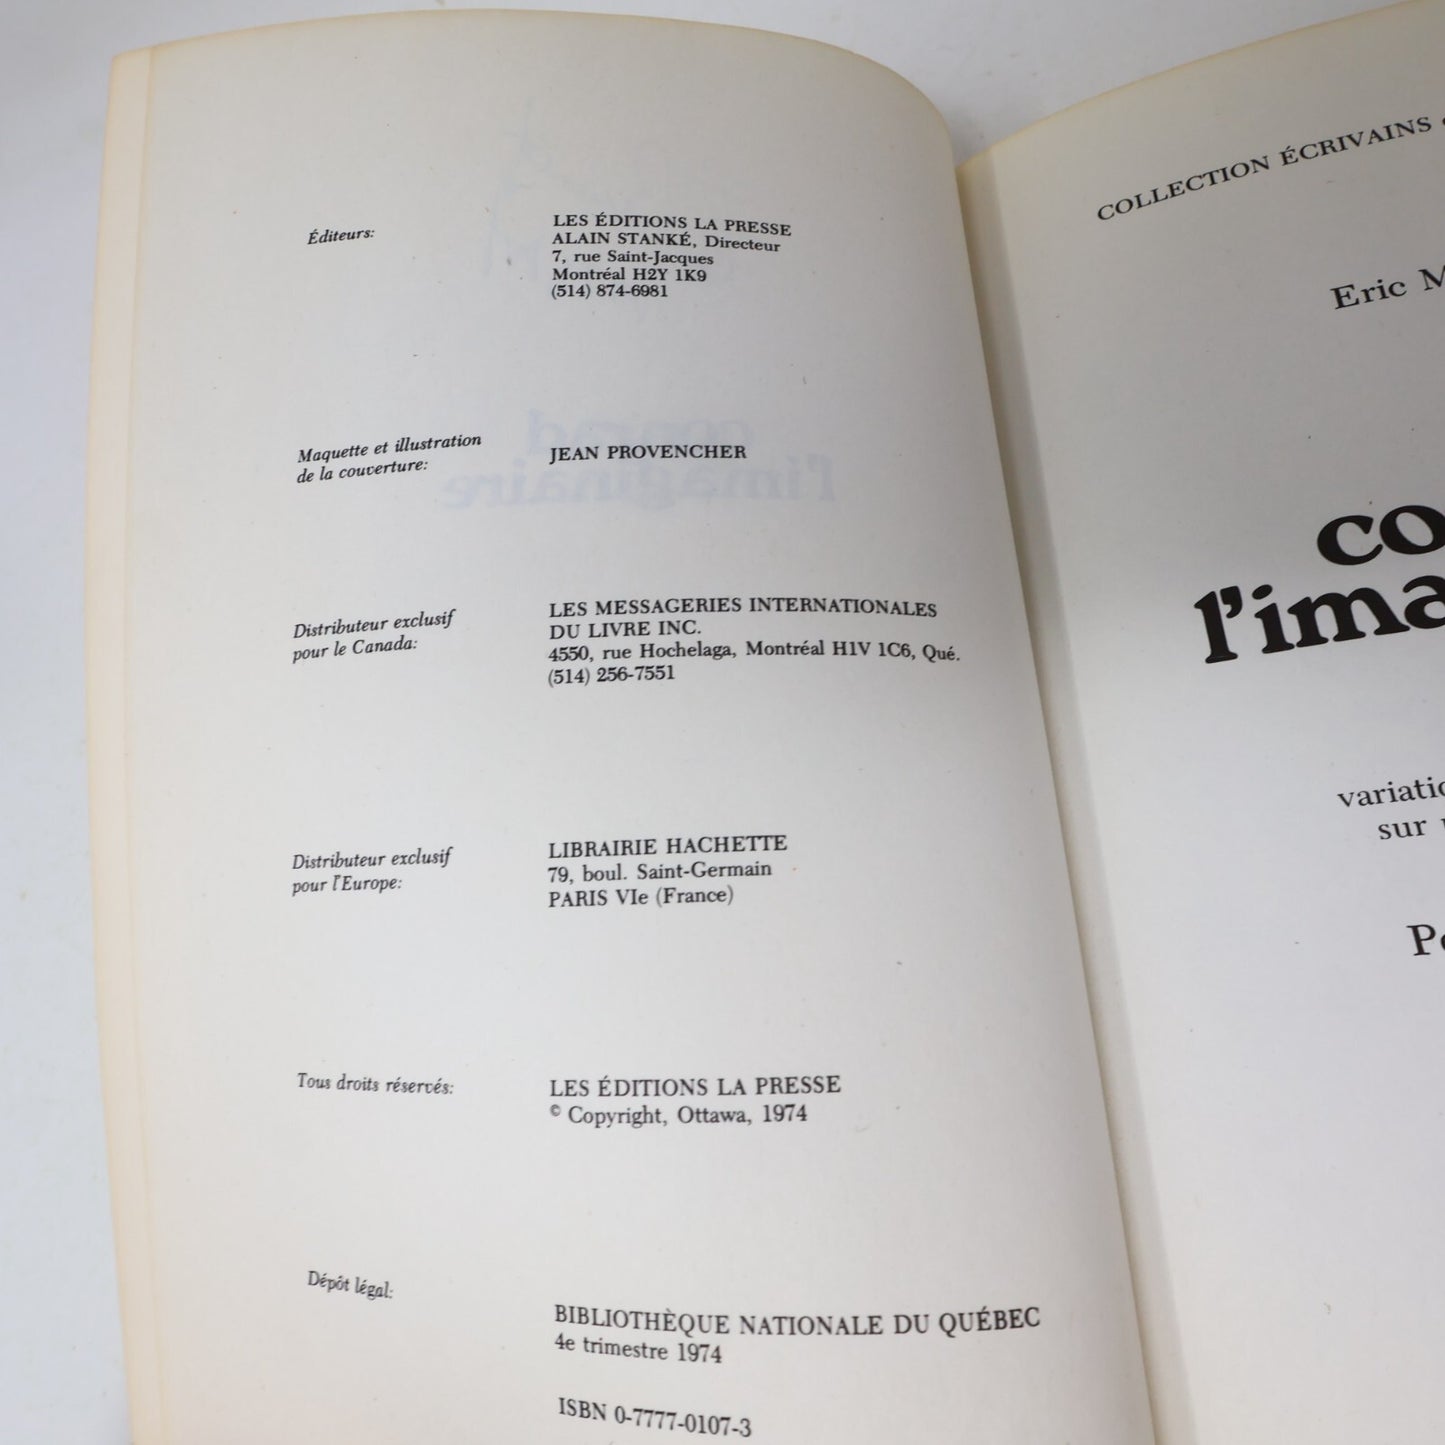 Éditeurs:
LES ÉDITIONS LA PRESSE
ALAIN STANKÉ, Directeur
7, rue Saint-Jacques
Montréal H2Y 1K9
(514) 874-6981
Maquette et illustration
de la couverture:
JEAN PROVENCHER
Distributeur exclusif
pour le Canada:
LES MESSAGERIES INTERNATIONALES
DU LIVRE INC.
4550, rue Hochelaga, Montréal H1V 1C6, Qué.
(514) 256-7551
Distributeur exclusif
pour l'Europe:
LIBRAIRIE HACHETTE
79, boul. Saint-Germain
PARIS VIe (France)
Tous droits réservés:
LES ÉDITIONS LA PRESSE
© Copyright, Ottawa, 1974
Dépôt légal:
BIBLIOTHÈQUE NATIONALE DU QUÉBEC
4e trimestre 1974
ISBN 0-7777-0107-3
COLLECTION ÉCRIVAINS
Eric M
co
l'ima
variatio
sur